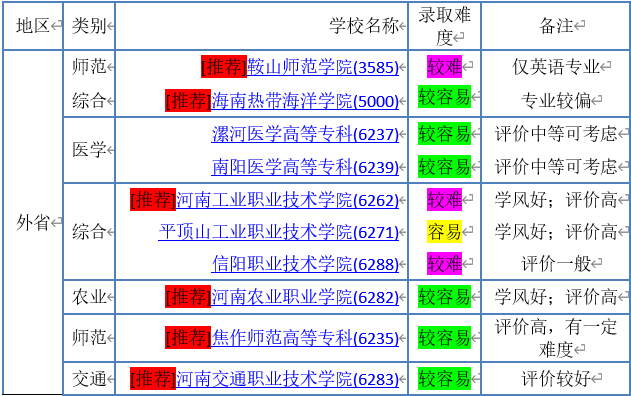 地区 类别 学校名称 录取难度 备注
外省 师范 [推荐]鞍山师范学院(3585) 较难 仅英语专业
综合 [推荐]海南热带海洋学院(5000) 较容易 专业较偏
医学 漯河医学高等专科(6237) 较容易 评价中等可考虑
南阳医学高等专科(6239) 较容易 评价中等可考虑
综合 [推荐]河南工业职业技术学院(6262) 较难 学风好；评价高
平顶山工业职业技术学院(6271) 容易 学风好；评价高
信阳职业技术学院(6288) 较难 评价一般
农业 [推荐]河南农业职业学院(6282) 较容易 学风好；评价高
师范 [推荐]焦作师范高等专科(6235) 较容易 评价高，有一定难度
交通 [推荐]河南交通职业技术学院(6283) 较容易 评价较好